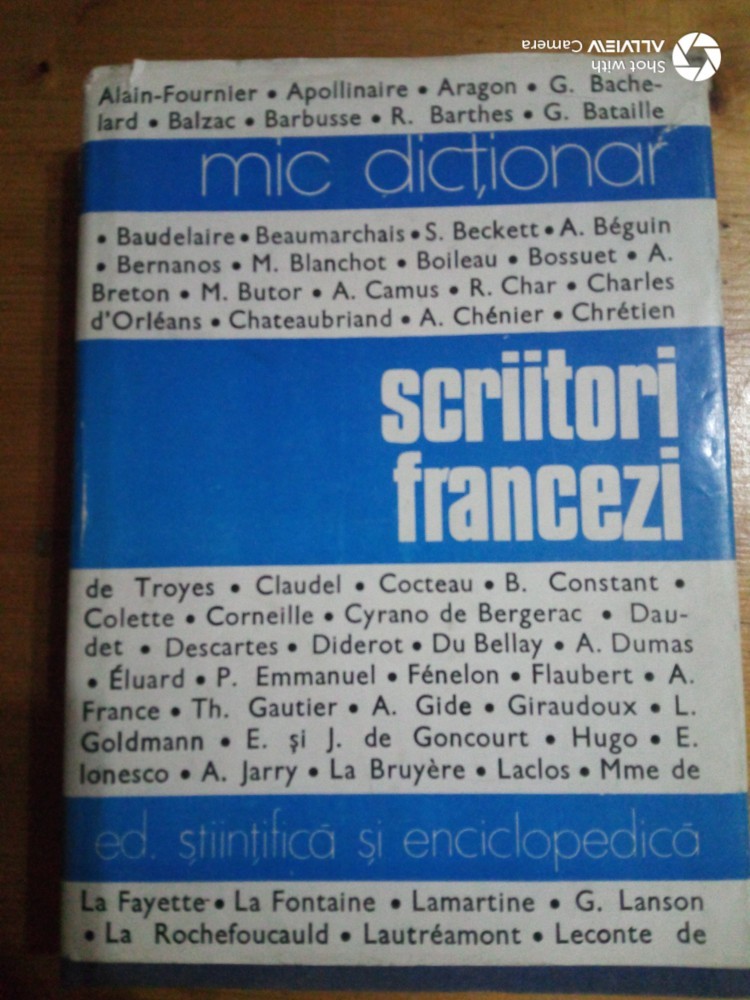 Shot with
ALLVIEW Camera
Alain-Fournier • Apollinaire • Aragon • G. Bache-
lard • Balzac • Barbusse • R. Barthes • G. Bataille
mic dicționar
• Baudelaire • Beaumarchais • S. Beckett • A. Béguin
• Bernanos • M. Blanchot • Boileau • Bossuet • A.
Breton • M. Butor • A. Camus • R. Char • Charles
d'Orléans • Chateaubriand • A. Chénier • Chrétien
scriitori
francezi
de Troyes • Claudel • Cocteau • B. Constant •
Colette • Corneille • Cyrano de Bergerac • Dau-
det • Descartes • Diderot • Du Bellay • A. Dumas
• Éluard • P. Emmanuel • Fénelon • Flaubert • A.
France • Th. Gautier • A. Gide • Giraudoux • L.
Goldmann • E. și J. de Goncourt • Hugo • E.
Ionesco • A. Jarry • La Bruyère • Laclos • Mme de
ed. științifică și enciclopedică
La Fayette • La Fontaine • Lamartine • G. Lanson
• La Rochefoucauld • Lautréamont • Leconte de